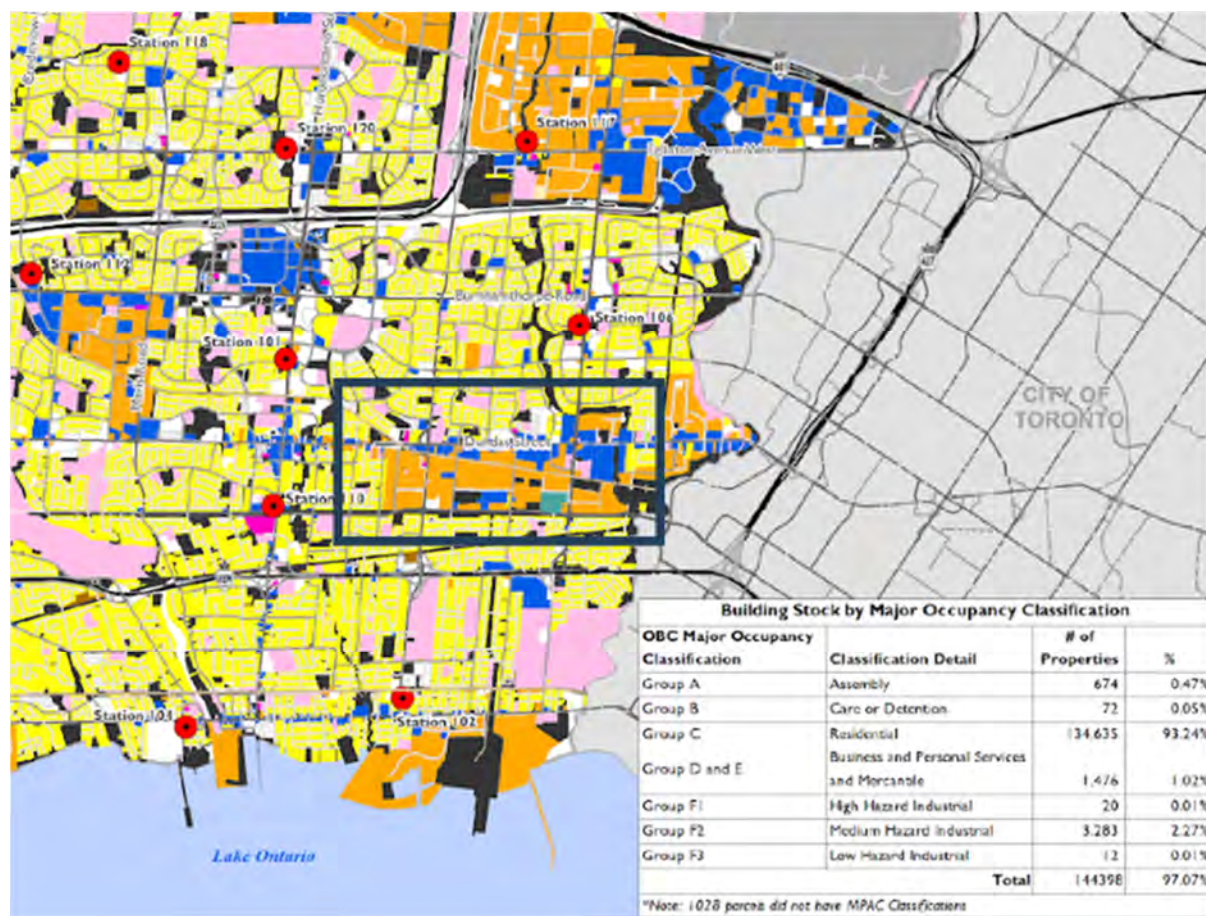 Station 118
Station 120
Station 117
Station 112
Burnhamthorpe Road
Station 106
Station 101
CITY OF
TORONTO
Dundas Street
Station 110
Station 102
Lake Ontario
Building Stock by Major Occupancy Classification
OBC Major Occupancy Classification Classification Detail # of Properties %
Group A Assembly 674 0.47%
Group B Care or Detention 72 0.05%
Group C Residential 134,635 93.24%
Group D and E Business and Personal Services and Mercantile 1,476 1.02%
Group F1 High Hazard Industrial 20 0.01%
Group F2 Medium Hazard Industrial 3,283 2.27%
Group F3 Low Hazard Industrial 12 0.01%
Total 144398 97.07%
*Note: 1028 parcels did not have MPAC Classifications